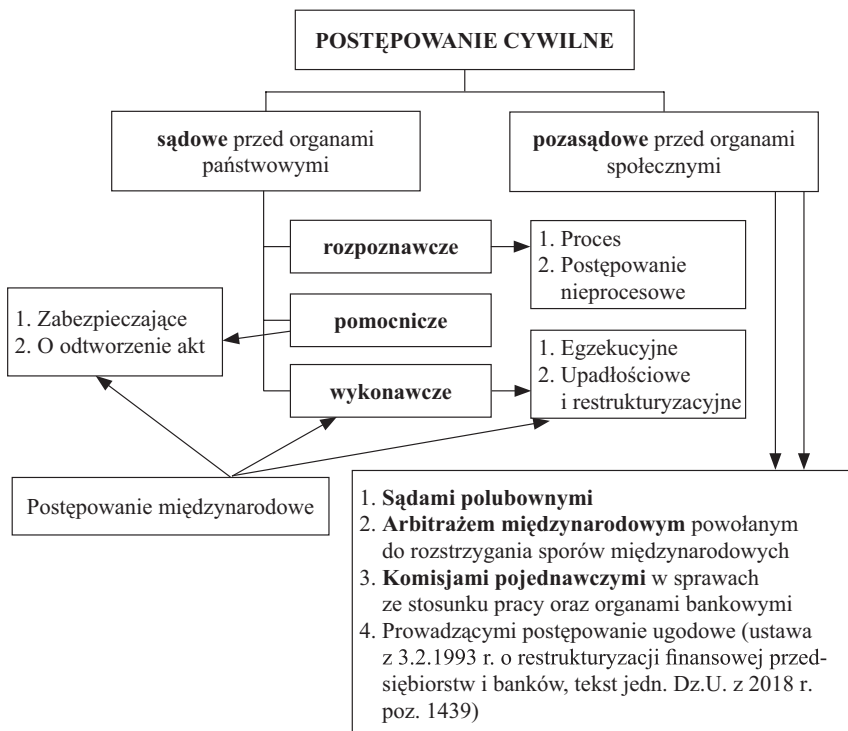 POSTĘPOWANIE CYWILNE
sądowe przed organami
państwowymi
pozasądowe przed organami
społecznymi
rozpoznawcze
1. Proces
2. Postępowanie
nieprocesowe
1. Zabezpieczające
2. O odtworzenie akt
pomocnicze
wykonawcze
1. Egzekucyjne
2. Upadłościowe
i restrukturyzacyjne
Postępowanie międzynarodowe
1. Sądami polubownymi
2. Arbitrażem międzynarodowym powołanym
do rozstrzygania sporów międzynarodowych
3. Komisjami pojednawczymi w sprawach
ze stosunku pracy oraz organami bankowymi
4. Prowadzącymi postępowanie ugodowe (ustawa
z 3.2.1993 r. o restrukturyzacji finansowej przed-
siębiorstw i banków, tekst jedn. Dz.U. z 2018 r.
poz. 1439)